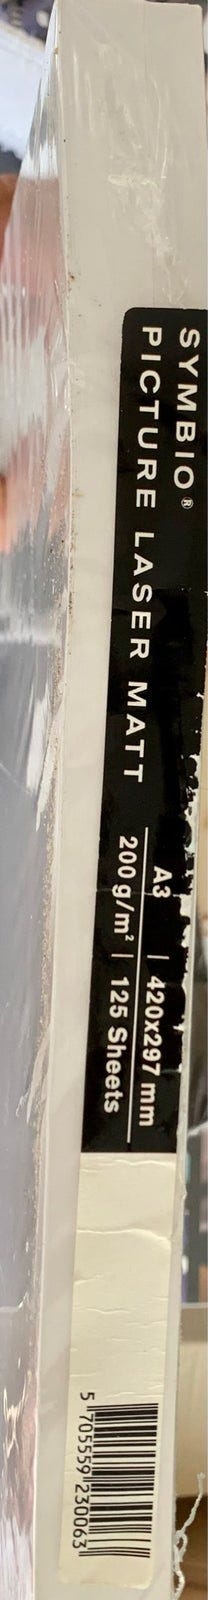 SYMBIO®
PICTURE LASER MATT
A3 | 420x297 mm
200 g/m² | 125 Sheets
5 705559 230063